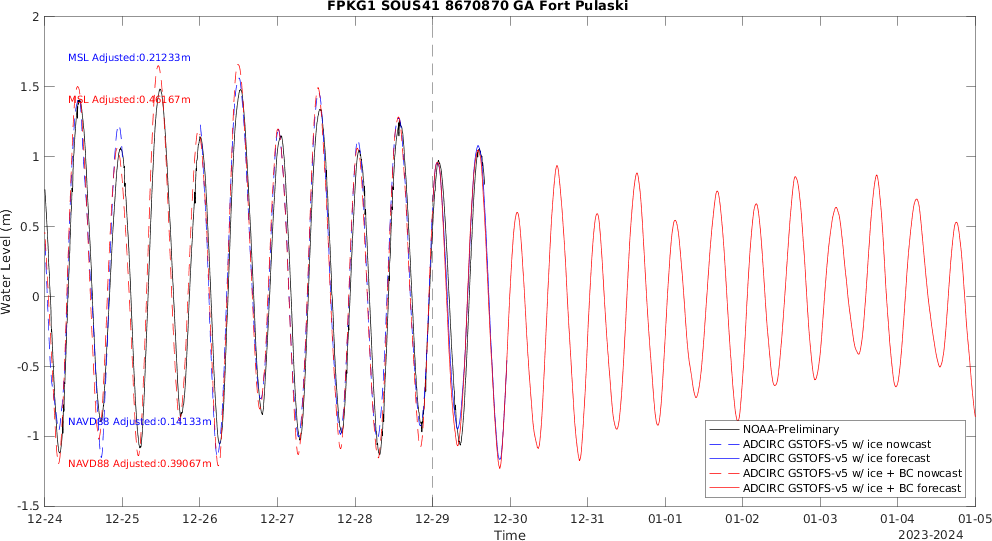 FPKG1 SOUS41 8670870 GA Fort Pulaski
2
1.5
1
0.5
0
-0.5
-1
-1.5
Water Level (m)
MSL Adjusted:0.21233m
MSL Adjusted:0.46167m
NAVD88 Adjusted:0.14133m
NAVD88 Adjusted:0.39067m
NOAA-Preliminary
ADCIRC GSTOFS-v5 w/ ice nowcast
ADCIRC GSTOFS-v5 w/ ice forecast
ADCIRC GSTOFS-v5 w/ ice + BC nowcast
ADCIRC GSTOFS-v5 w/ ice + BC forecast
12-24 12-25 12-26 12-27 12-28 12-29 12-30 12-31 01-01 01-02 01-03 01-04 01-05
Time
2023-2024